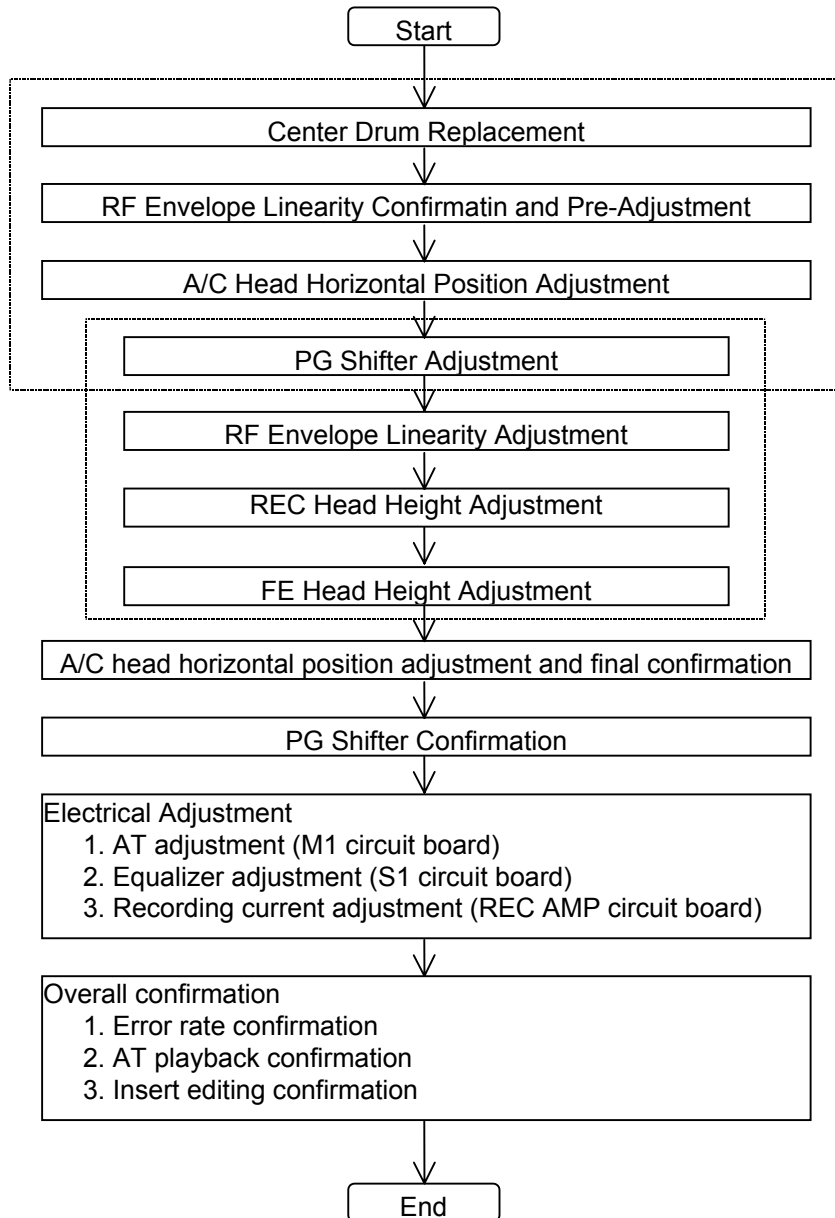 Start
Center Drum Replacement
RF Envelope Linearity Confirmatin and Pre-Adjustment
A/C Head Horizontal Position Adjustment
PG Shifter Adjustment
RF Envelope Linearity Adjustment
REC Head Height Adjustment
FE Head Height Adjustment
A/C head horizontal position adjustment and final confirmation
PG Shifter Confirmation
Electrical Adjustment
1. AT adjustment (M1 circuit board)
2. Equalizer adjustment (S1 circuit board)
3. Recording current adjustment (REC AMP circuit board)
Overall confirmation
1. Error rate confirmation
2. AT playback confirmation
3. Insert editing confirmation
End